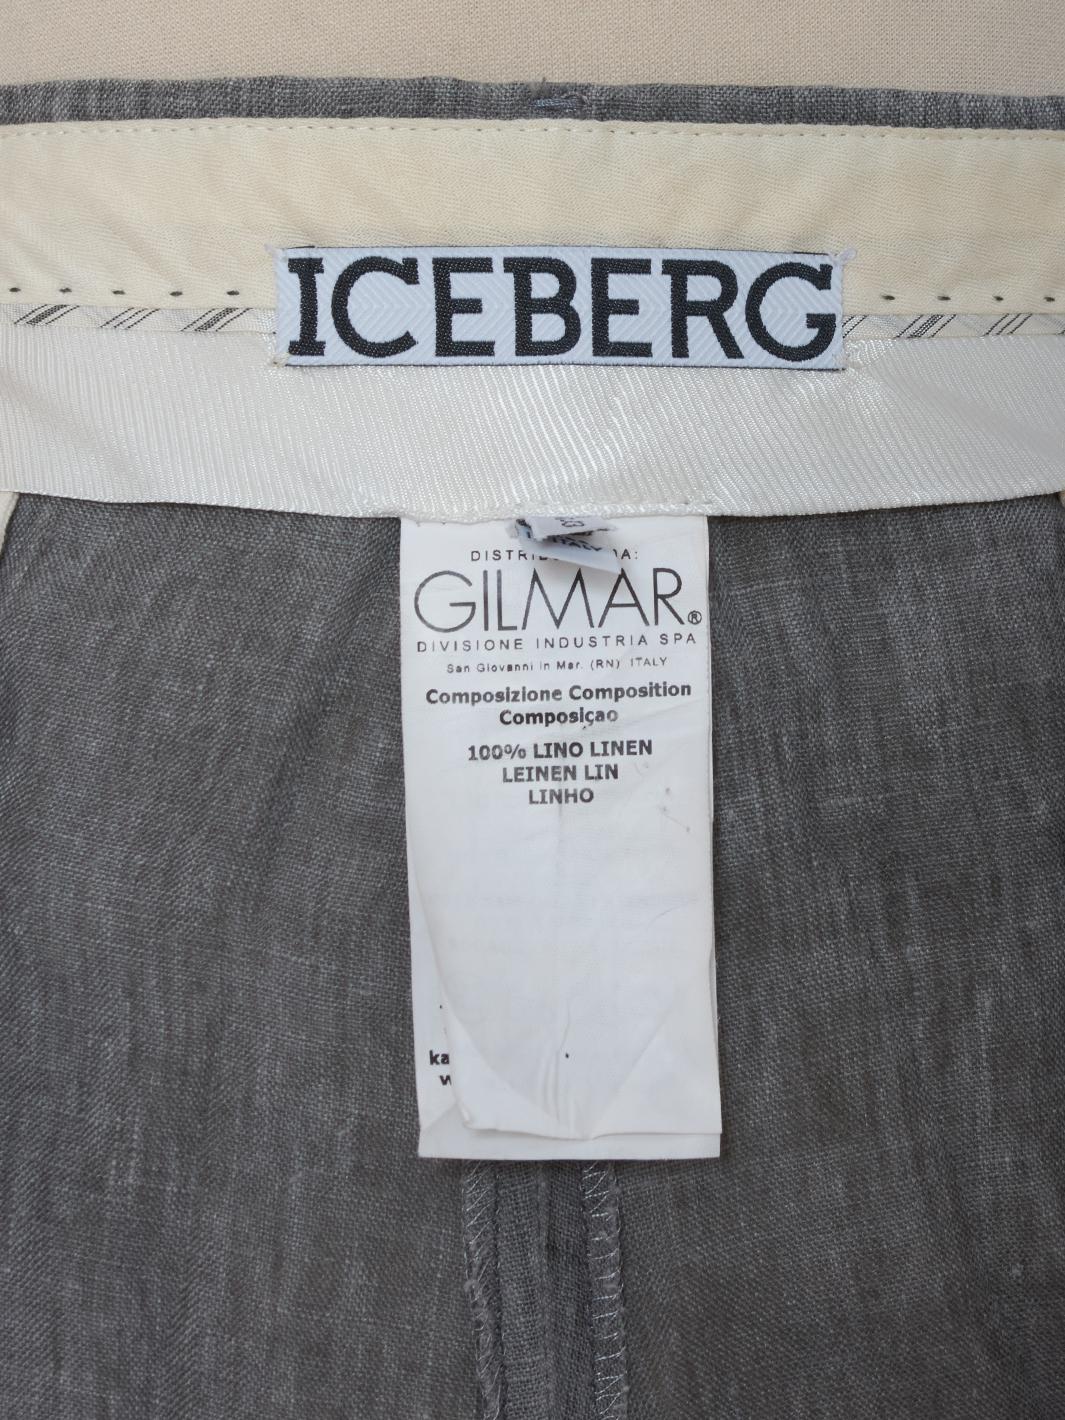 ICEBERG
GILMAR®
DIVISIONE INDUSTRIA SPA
San Giovanni in Mar. (RN) ITALY
Composizione Composition
Composiçao
100% LINO LINEN
LEINEN LIN
LINHO